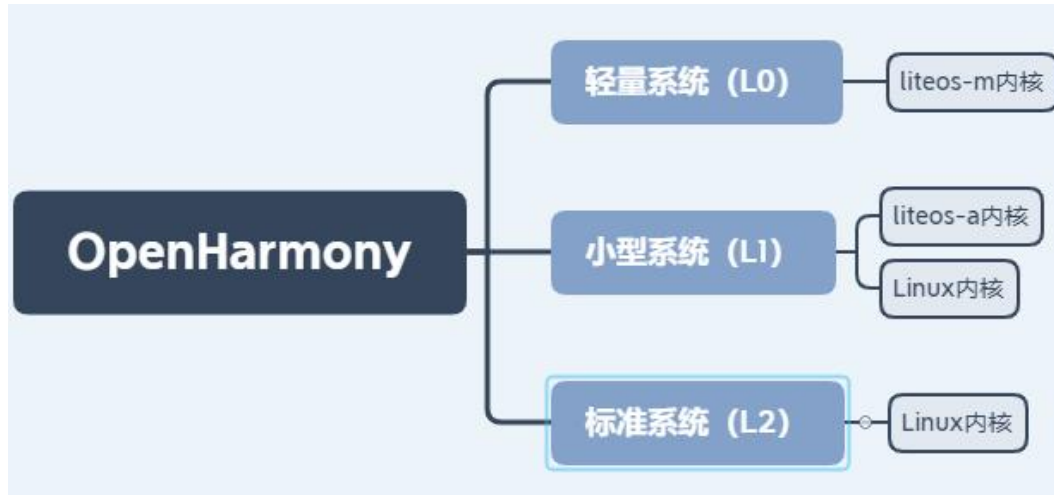 OpenHarmony
轻量系统（L0）
liteos-m内核
小型系统（L1）
liteos-a内核
Linux内核
标准系统（L2）
Linux内核